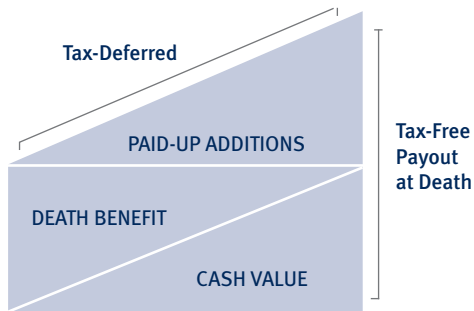 Tax-Deferred
PAID-UP ADDITIONS
Tax-Free
Payout
at Death
DEATH BENEFIT
CASH VALUE